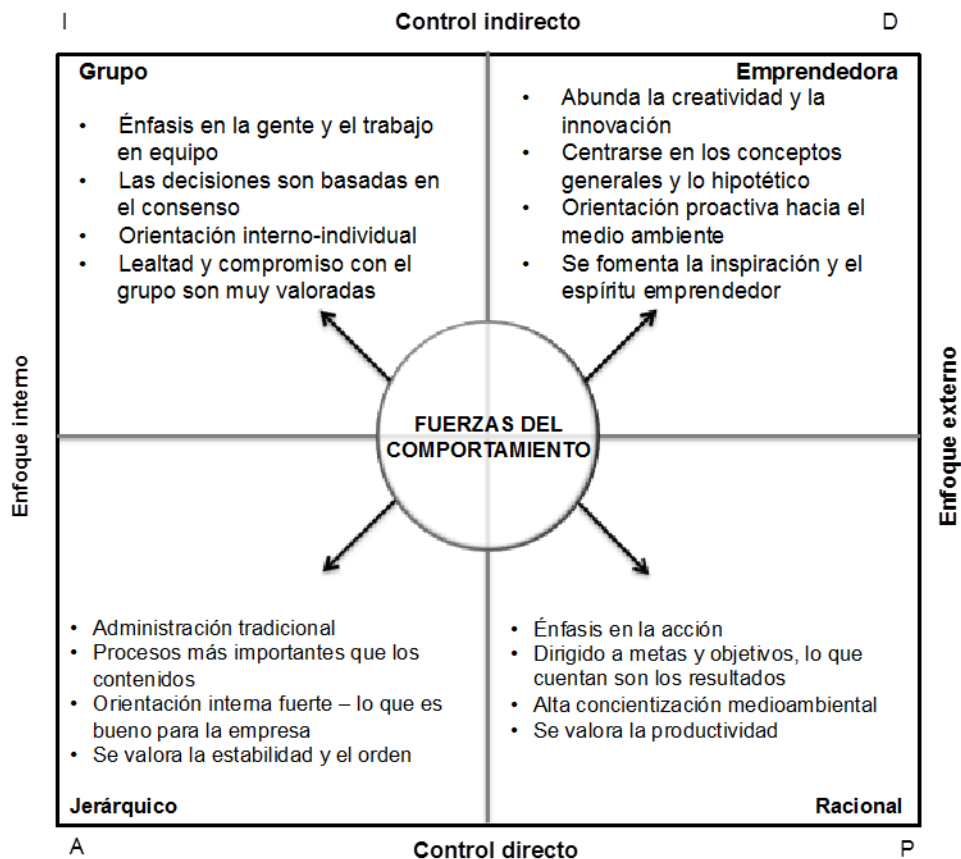 I
Control indirecto
D
Grupo
• Énfasis en la gente y el trabajo
en equipo
• Las decisiones son basadas en
el consenso
• Orientación interno-individual
• Lealtad y compromiso con el
grupo son muy valoradas
Emprendedora
• Abunda la creatividad y la
innovación
• Centrarse en los conceptos
generales y lo hipotético
• Orientación proactiva hacia el
medio ambiente
• Se fomenta la inspiración y el
espíritu emprendedor
Enfoque interno
FUERZAS DEL
COMPORTAMIENTO
Enfoque externo
• Administración tradicional
• Procesos más importantes que los
contenidos
• Orientación interna fuerte – lo que es
bueno para la empresa
• Se valora la estabilidad y el orden
Jerárquico
• Énfasis en la acción
• Dirigido a metas y objetivos, lo que
cuentan son los resultados
• Alta concientización medioambiental
• Se valora la productividad
Racional
A
Control directo
P